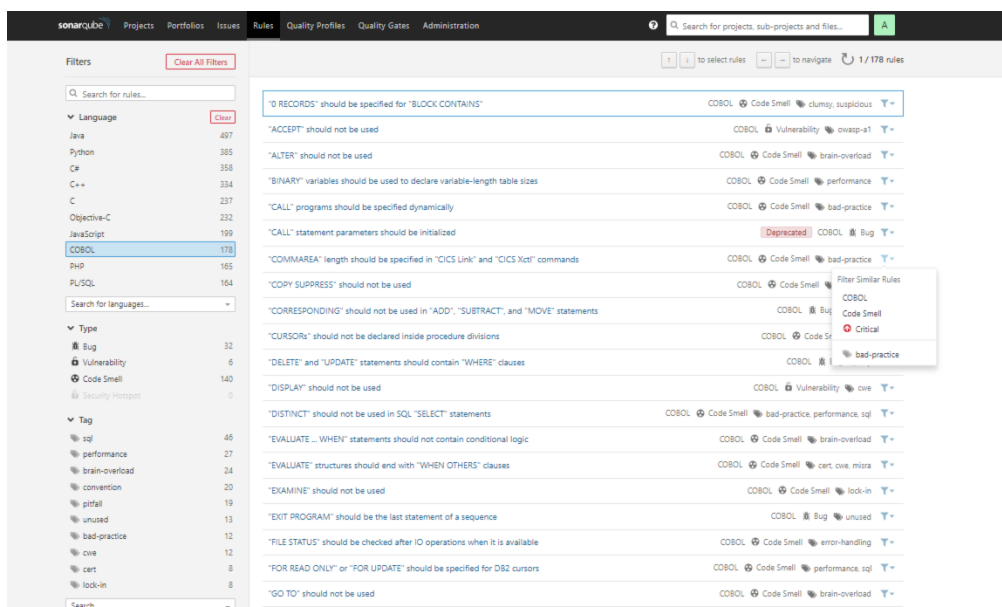 sonarqube Projects Portfolios Issues Rules Quality Profiles Quality Gates Administration ? Search for projects, sub-projects and files... A
Filters Clear All Filters
↑ ↓ to select rules ← → to navigate 1 / 178 rules
Search for rules...
Language Clear
Java 497
Python 385
C# 358
C++ 334
C 237
Objective-C 232
JavaScript 199
COBOL 178
PHP 165
PL/SQL 164
Search for languages...
Type
Bug 32
Vulnerability 6
Code Smell 140
Security Hotspot 0
Tag
sql 46
performance 27
brain-overload 24
convention 20
pitfall 19
unused 13
bad-practice 12
cwe 12
cert 8
lock-in 8
Search
"0 RECORDS" should be specified for "BLOCK CONTAINS" COBOL Code Smell clumsy, suspicious
"ACCEPT" should not be used COBOL Vulnerability owasp-a1
"ALTER" should not be used COBOL Code Smell brain-overload
"BINARY" variables should be used to declare variable-length table sizes COBOL Code Smell performance
"CALL" programs should be specified dynamically COBOL Code Smell bad-practice
"CALL" statement parameters should be initialized Deprecated COBOL Bug
"COMMAREA" length should be specified in "CICS Link" and "CICS Xctl" commands COBOL Code Smell bad-practice
"COPY SUPPRESS" should not be used COBOL Code Smell
"CORRESPONDING" should not be used in "ADD", "SUBTRACT", and "MOVE" statements COBOL Bug
"CURSORs" should not be declared inside procedure divisions COBOL Code
"DELETE" and "UPDATE" statements should contain "WHERE" clauses COBOL
"DISPLAY" should not be used COBOL Vulnerability cwe
"DISTINCT" should not be used in SQL "SELECT" statements COBOL Code Smell bad-practice, performance, sql
"EVALUATE ... WHEN" statements should not contain conditional logic COBOL Code Smell brain-overload
"EVALUATE" structures should end with "WHEN OTHERS" clauses COBOL Code Smell cert, cwe, misra
"EXAMINE" should not be used COBOL Code Smell lock-in
"EXIT PROGRAM" should be the last statement of a sequence COBOL Bug unused
"FILE STATUS" should be checked after IO operations when it is available COBOL Code Smell error-handling
"FOR READ ONLY" or "FOR UPDATE" should be specified for DB2 cursors COBOL Code Smell performance, sql
"GO TO" should not be used COBOL Code Smell brain-overload
Filter Similar Rules
COBOL
Code Smell
Critical
bad-practice